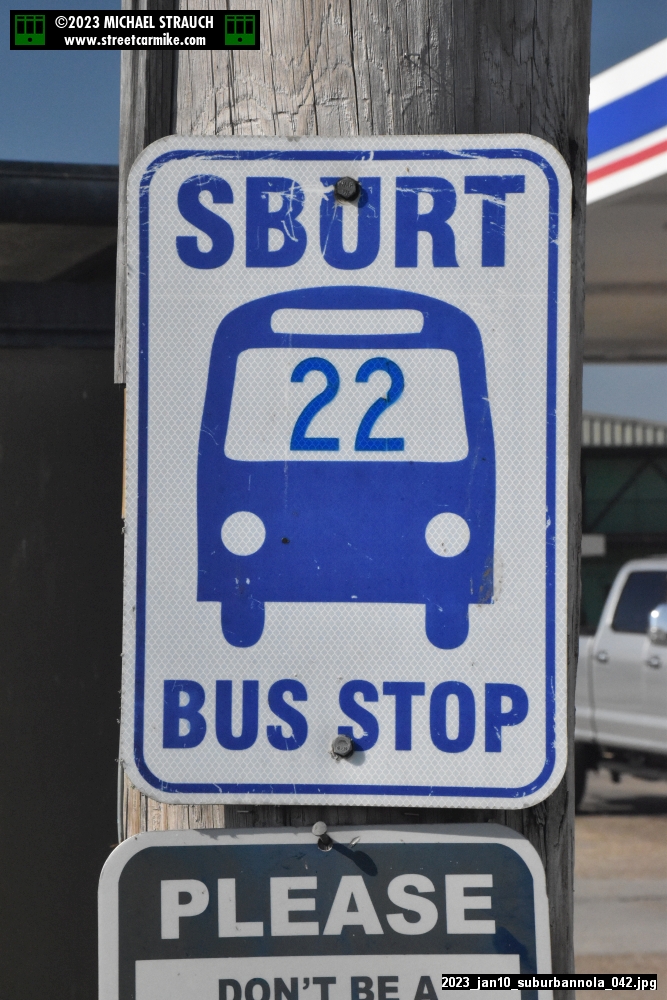 ©2023 MICHAEL STRAUCH
www.streetcarmike.com
SBURT
22
BUS STOP
PLEASE
DON'T BE A
2023_jan10_suburbannola_042.jpg